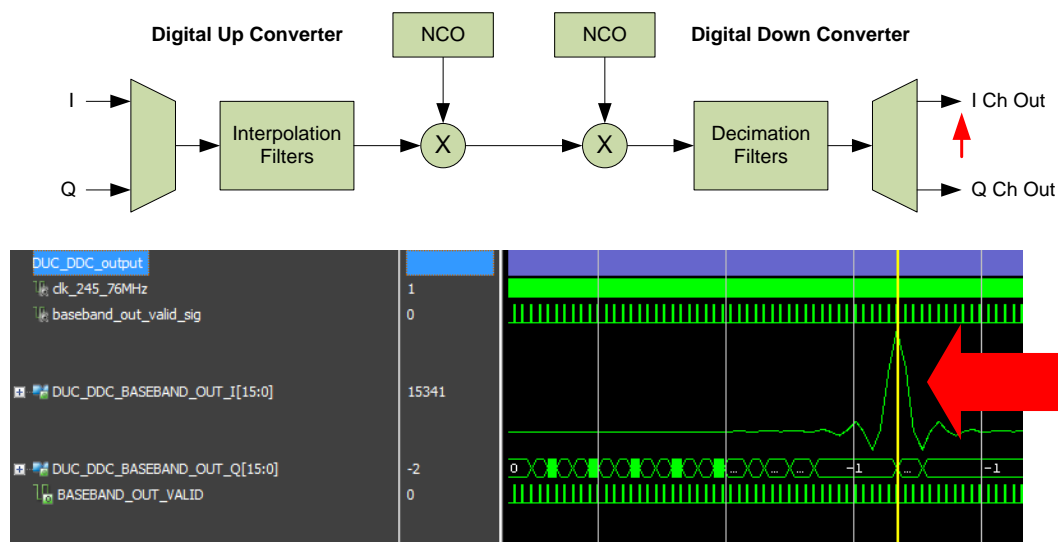 Digital Up Converter
NCO
NCO
Digital Down Converter
I
I Ch Out
Interpolation
Filters
X
X
Decimation
Filters
Q
Q Ch Out
DUC_DDC_output
clk_245_76MHz
1
baseband_out_valid_sig
0
DUC_DDC_BASEBAND_OUT_I[15:0]
15341
DUC_DDC_BASEBAND_OUT_Q[15:0]
-2
0
...
...
...
-1
...
-1
BASEBAND_OUT_VALID
0